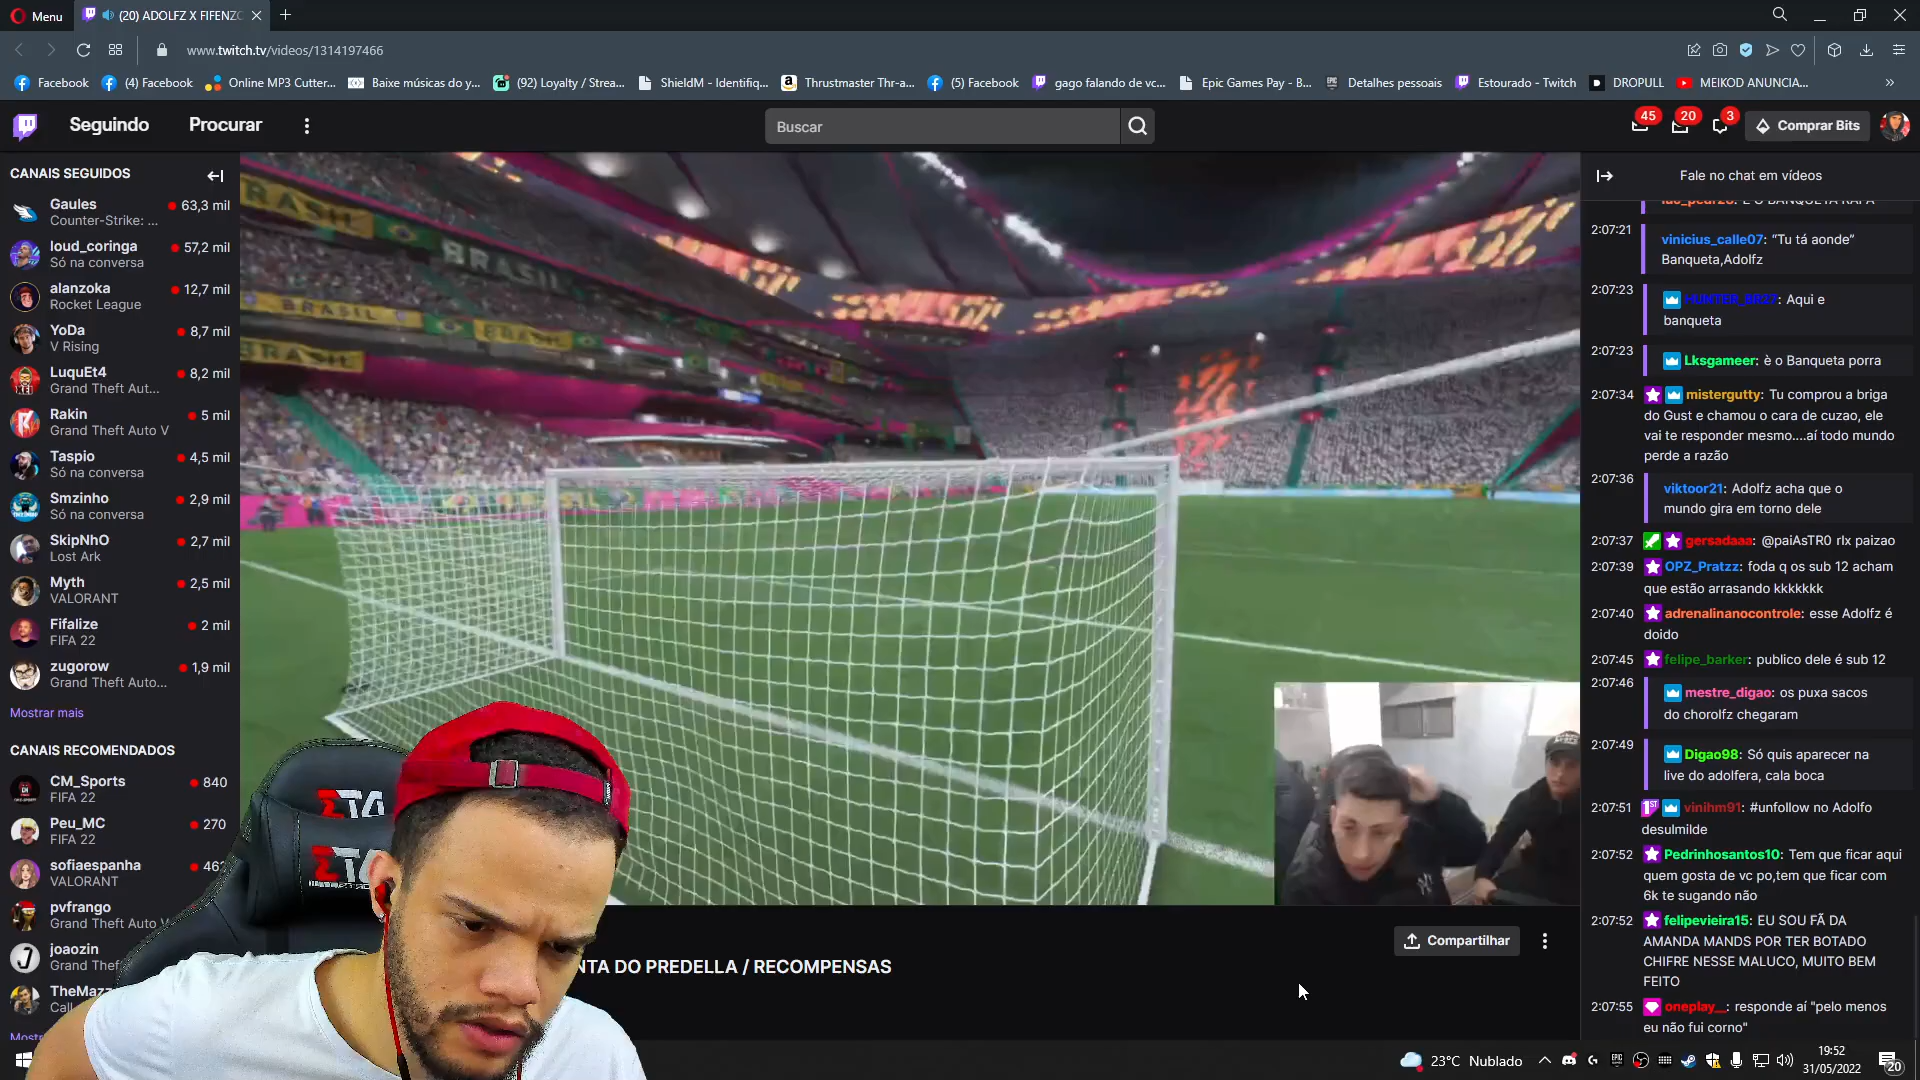 Menu
(20) ADOLFZ X FIFENZO
www.twitch.tv/videos/1314197466
Facebook
(4) Facebook
Online MP3 Cutter...
Baixe músicas do y...
(92) Loyalty / Strea...
ShieldM - Identifiq...
Thrustmaster Thr-a...
(5) Facebook
gago falando de vc...
Epic Games Pay - B...
Detalhes pessoais
Estourado - Twitch
DROPULL
MEIKOD ANUNCIA...
Seguindo
Procurar
Buscar
45
20
3
Comprar Bits
CANAIS SEGUIDOS
Gaules
63,3 mil
Counter-Strike: ...
loud_coringa
57,2 mil
Só na conversa
alanzoka
12,7 mil
Rocket League
YoDa
8,7 mil
V Rising
LuquEt4
8,2 mil
Grand Theft Aut...
Rakin
5 mil
Grand Theft Auto V
Taspio
4,5 mil
Só na conversa
Smzinho
2,9 mil
Só na conversa
SkipNhO
2,7 mil
Lost Ark
Myth
2,5 mil
VALORANT
Fifalize
2 mil
FIFA 22
zugorow
1,9 mil
Grand Theft Auto...
Mostrar mais
CANAIS RECOMENDADOS
CM_Sports
840
FIFA 22
Peu_MC
270
FIFA 22
sofiaespanha
VALORANT
pvfrango
Grand Theft Auto V
joaozin
Grand Thef
TheMazz
Call
Mostr
BRASIL
BRASIL
BRASIL
BRASIL
BRASIL
NTA DO PREDELLA / RECOMPENSAS
Compartilhar
Fale no chat em vídeos
2:07:21
vinicius_calle07: “Tu tá aonde”
Banqueta,Adolfz
2:07:23
: Aqui e
banqueta
2:07:23
Lksgameer: è o Banqueta porra
2:07:34
mistergutty: Tu comprou a briga
do Gust e chamou o cara de cuzao, ele
vai te responder mesmo....aí todo mundo
perde a razão
2:07:36
viktoor21: Adolfz acha que o
mundo gira em torno dele
2:07:37
gersadaaa: @paiAsTR0 rlx paizao
2:07:39
OPZ_Pratzz: foda q os sub 12 acham
que estão arrasando kkkkkkk
2:07:40
adrenalinanocontrole: esse Adolfz é
doido
2:07:45
felipe_barker: publico dele é sub 12
2:07:46
mestre_digao: os puxa sacos
do chorolfz chegaram
2:07:49
Digao98: Só quis aparecer na
live do adolfera, cala boca
2:07:51
1ST
vinihm91: #unfollow no Adolfo
desulmilde
2:07:52
Pedrinhosantos10: Tem que ficar aqui
quem gosta de vc po,tem que ficar com
6k te sugando não
2:07:52
felipevieira15: EU SOU FÃ DA
AMANDA MANDS POR TER BOTADO
CHIFRE NESSE MALUCO, MUITO BEM
FEITO
2:07:55
oneplay__: responde aí "pelo menos
eu não fui corno"
23°C Nublado
19:52
31/05/2022
20